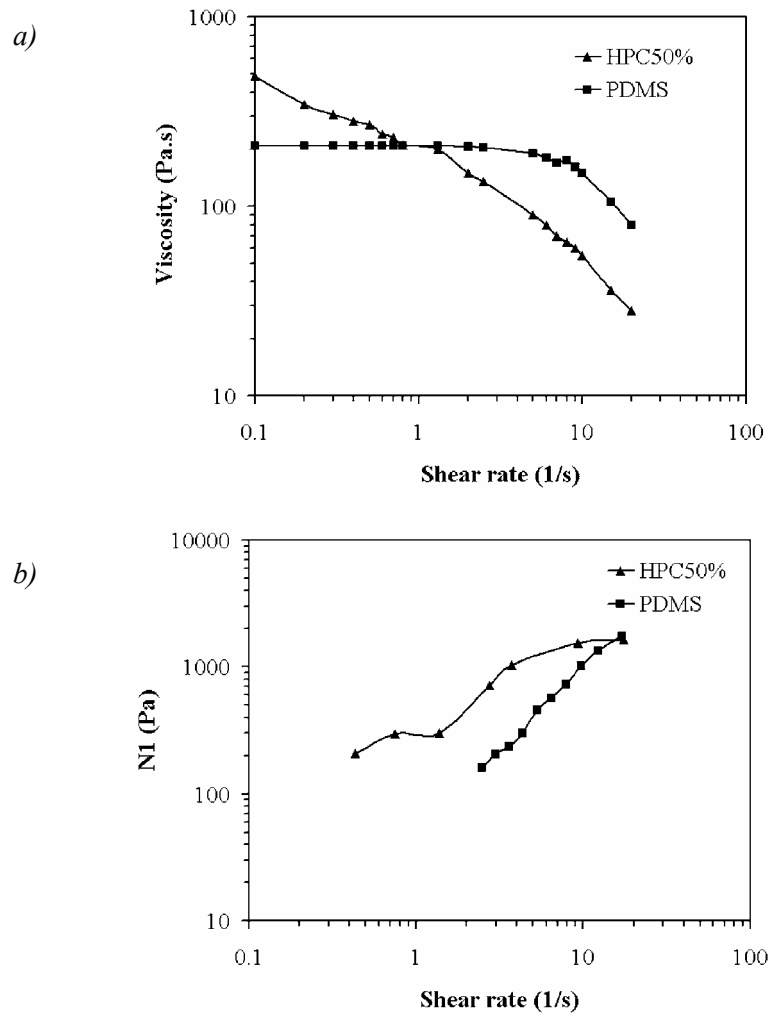 a)
1000
HPC50%
PDMS
Viscosity (Pa.s)
100
10
0.1 1 10 100
Shear rate (1/s)
b)
10000
HPC50%
PDMS
1000
N1 (Pa)
100
10
0.1 1 10 100
Shear rate (1/s)